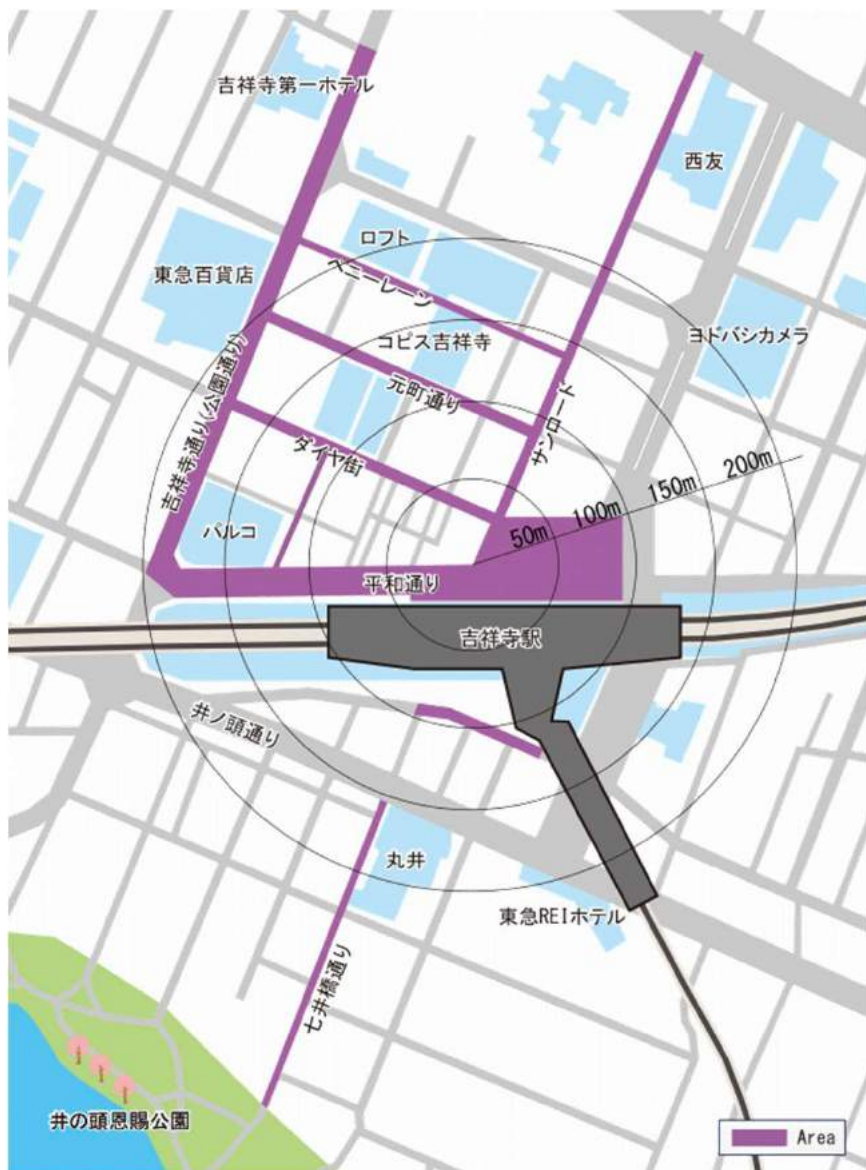 吉祥寺第一ホテル
西友
ロフト
東急百貨店
ペニーレーン
ヨドバシカメラ
コピス吉祥寺
元町通り
サンロード
吉祥寺通り(公園通り)
ダイヤ街
200m
150m
100m
50m
パルコ
平和通り
吉祥寺駅
井ノ頭通り
丸井
東急REIホテル
七井橋通り
井の頭恩賜公園
Area